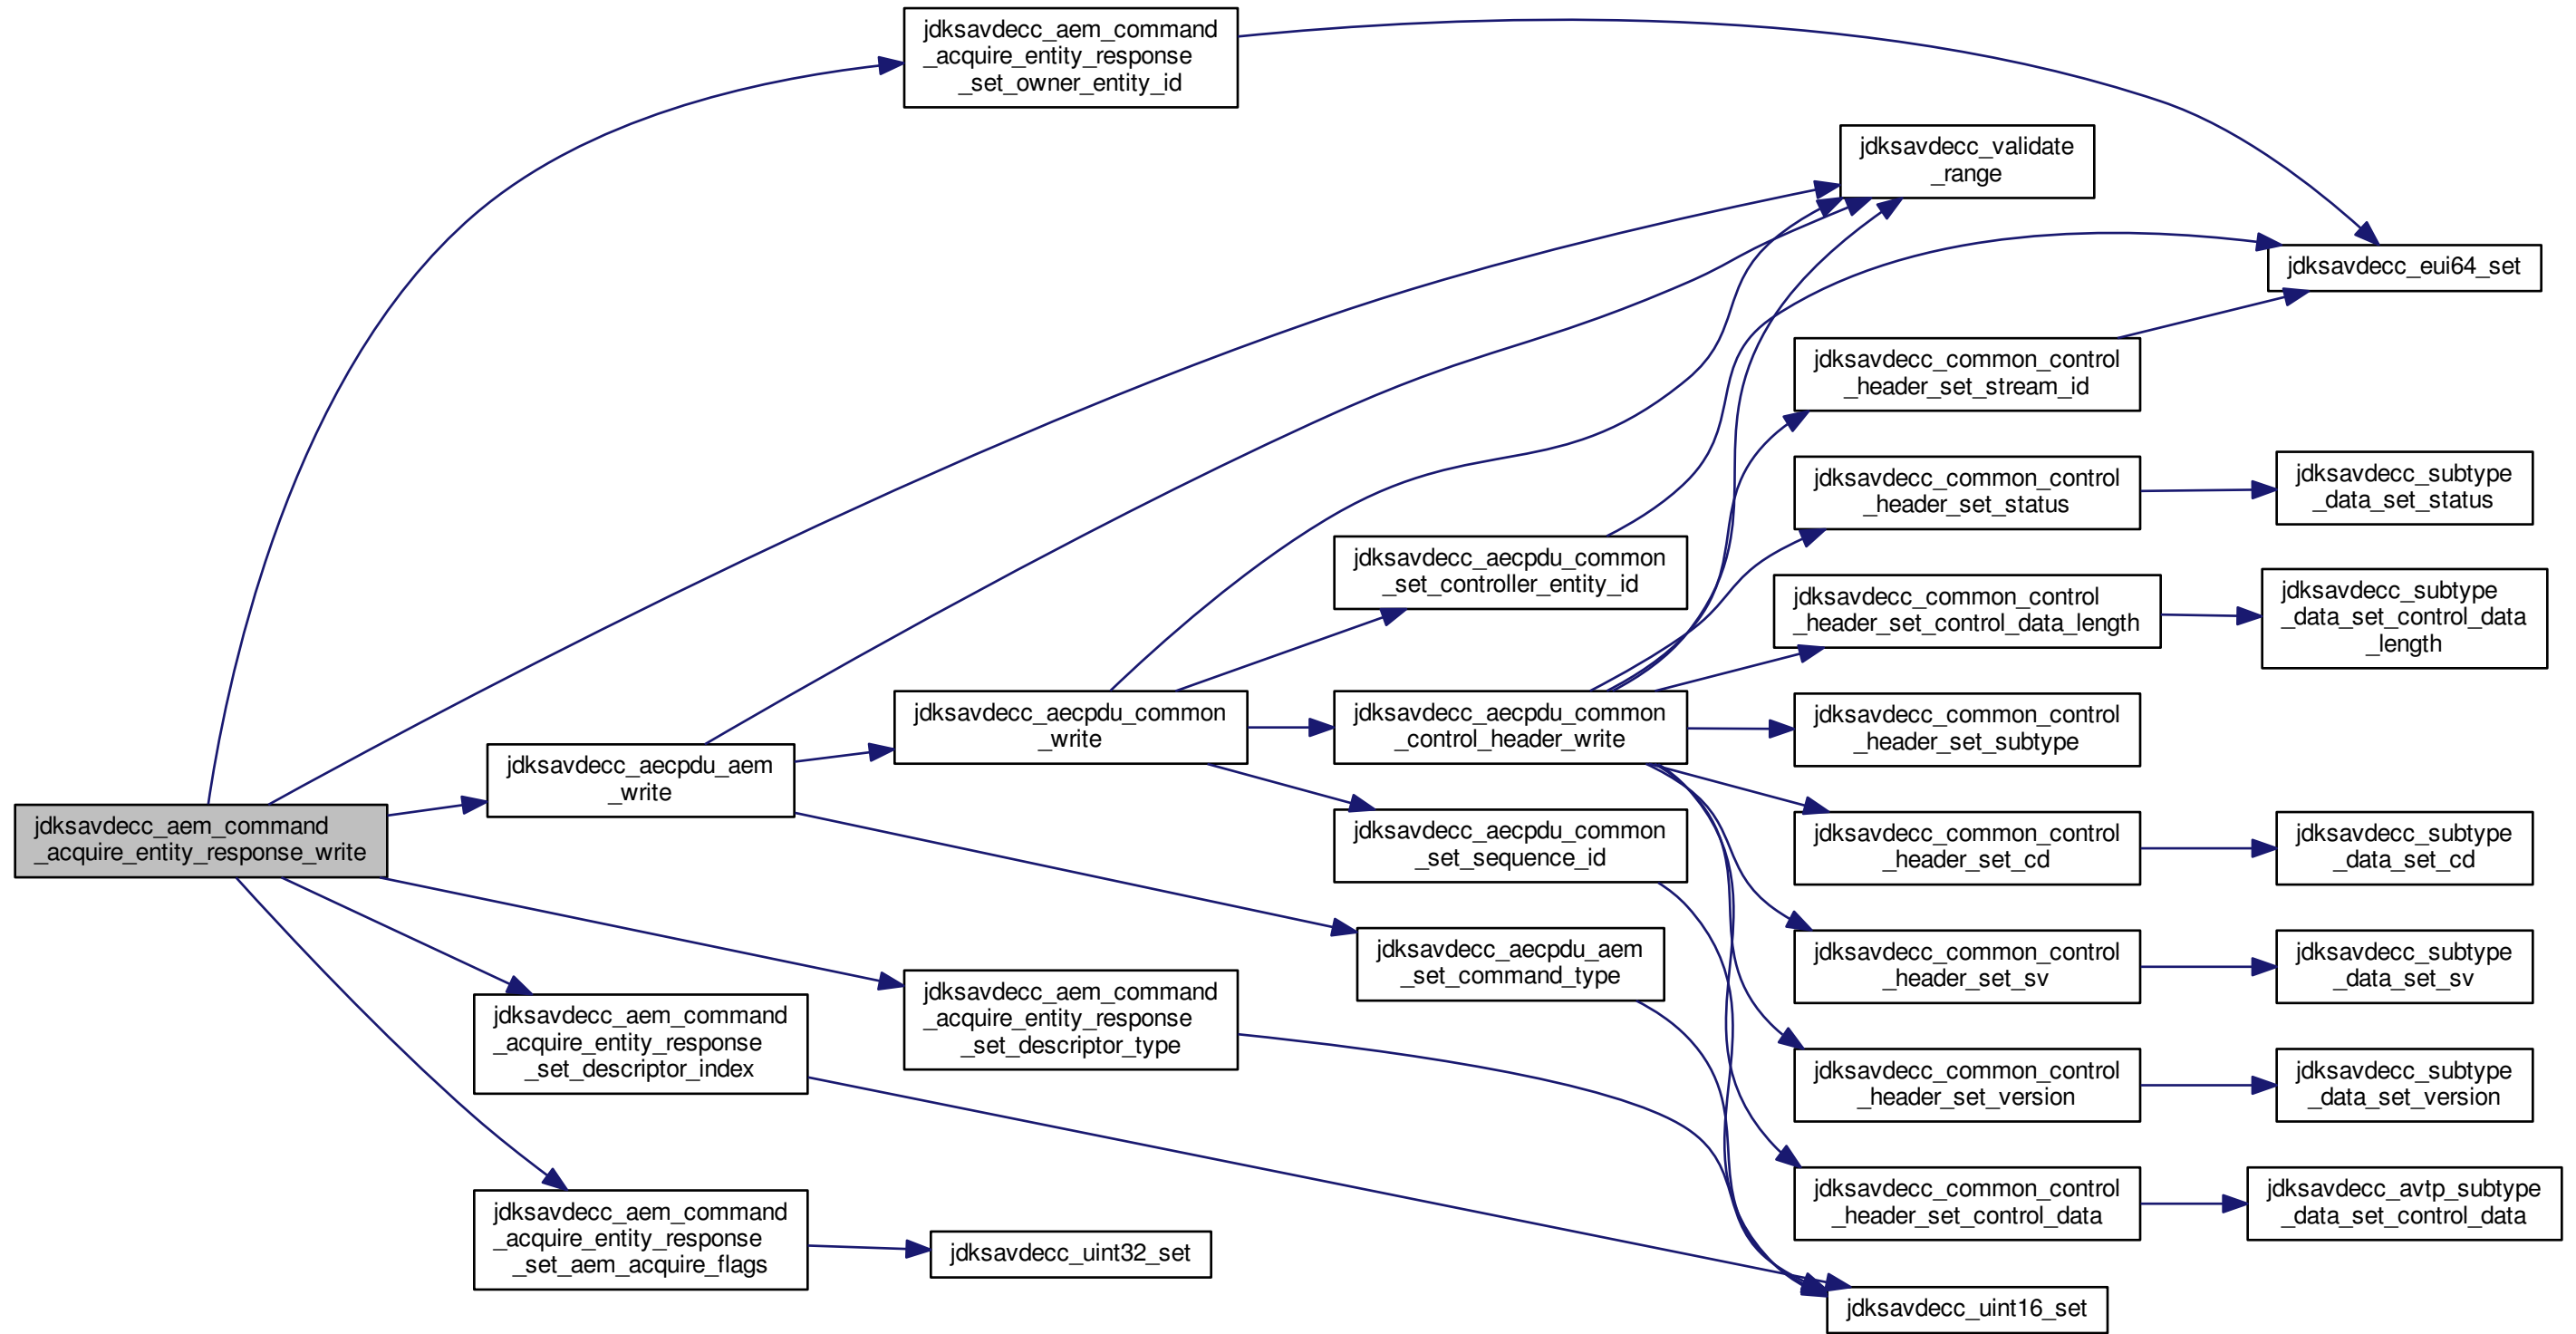 jdksavdecc_aem_command
_acquire_entity_response_write
jdksavdecc_aem_command
_acquire_entity_response
_set_owner_entity_id
jdksavdecc_validate
_range
jdksavdecc_eui64_set
jdksavdecc_aecpdu_aem
_write
jdksavdecc_aecpdu_common
_write
jdksavdecc_aecpdu_common
_set_controller_entity_id
jdksavdecc_aecpdu_common
_control_header_write
jdksavdecc_common_control
_header_set_stream_id
jdksavdecc_common_control
_header_set_status
jdksavdecc_subtype
_data_set_status
jdksavdecc_common_control
_header_set_control_data_length
jdksavdecc_subtype
_data_set_control_data
_length
jdksavdecc_common_control
_header_set_subtype
jdksavdecc_common_control
_header_set_cd
jdksavdecc_subtype
_data_set_cd
jdksavdecc_common_control
_header_set_sv
jdksavdecc_subtype
_data_set_sv
jdksavdecc_common_control
_header_set_version
jdksavdecc_subtype
_data_set_version
jdksavdecc_common_control
_header_set_control_data
jdksavdecc_avtp_subtype
_data_set_control_data
jdksavdecc_aecpdu_common
_set_sequence_id
jdksavdecc_aecpdu_aem
_set_command_type
jdksavdecc_aem_command
_acquire_entity_response
_set_descriptor_type
jdksavdecc_aem_command
_acquire_entity_response
_set_descriptor_index
jdksavdecc_aem_command
_acquire_entity_response
_set_aem_acquire_flags
jdksavdecc_uint32_set
jdksavdecc_uint16_set